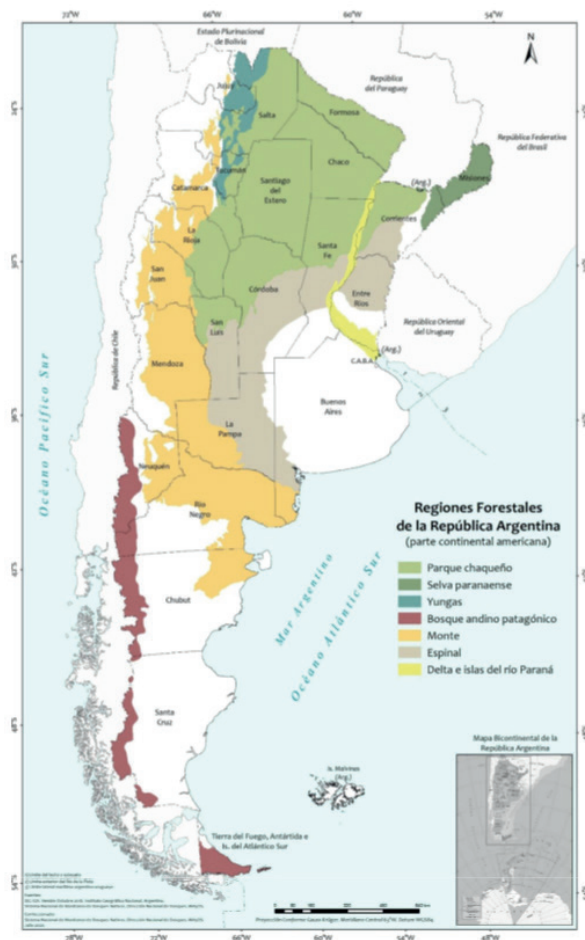 72°W
66°W
60°W
54°W
Estado Plurinacional
de Bolivia
N
Jujuy
República
del Paraguay
Salta
Formosa
República Federativa
del Brasil
Chaco
Tucumán
(Arg.)
Misiones
Catamarca
Santiago
del
Estero
Corrientes
La
Rioja
Santa
Fe
San
Juan
Córdoba
Entre
Ríos
San
Luis
República Oriental
del Uruguay
República de Chile
Mendoza
(Arg.)
C.A.B.A.
Océano Pacífico Sur
Buenos
Aires
La
Pampa
Neuquén
Río
Negro
Regiones Forestales
de la República Argentina
(parte continental americana)
Parque chaqueño
Selva paranaense
Yungas
Bosque andino patagónico
Monte
Espinal
Delta e islas del río Paraná
Mar Argentino
Océano Atlántico Sur
Chubut
Santa
Cruz
Mapa Bicontinental de la
República Argentina
Is. Malvinas
(Arg.)
Tierra del Fuego, Antártida e
Is. del Atlántico Sur